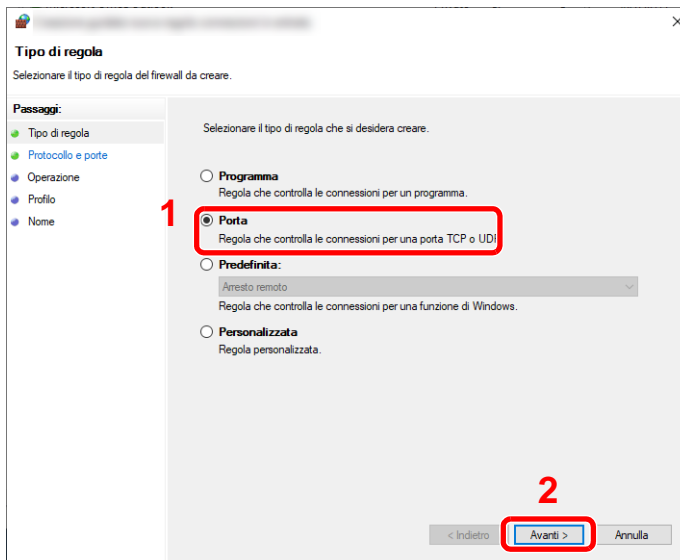 Tipo di regola
Selezionare il tipo di regola del firewall da creare.
Passaggi:
Tipo di regola
Protocollo e porte
Operazione
Profilo
Nome
Selezionare il tipo di regola che si desidera creare.
Programma
Regola che controlla le connessioni per un programma.
1
Porta
Regola che controlla le connessioni per una porta TCP o UDP
Predefinita:
Arresto remoto
Regola che controlla le connessioni per una funzione di Windows.
Personalizzata
Regola personalizzata.
2
< Indietro
Avanti >
Annulla